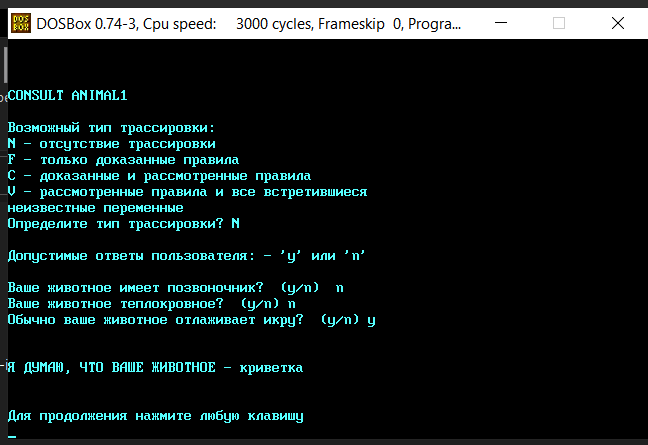 DOSBox 0.74-3, Cpu speed: 3000 cycles, Frameskip 0, Progra...
CONSULT ANIMAL1
Возможный тип трассировки:
N - отсутствие трассировки
F - только доказанные правила
C - доказанные и рассмотренные правила
V - рассмотренные правила и все встретившиеся
неизвестные переменные
Определите тип трассировки? N
Допустимые ответы пользователя: - 'y' или 'n'
Ваше животное имеет позвоночник? (y/n) n
Ваше животное теплокровное? (y/n) n
Обычно ваше животное отлаживает икру? (y/n) y
Я ДУМАЮ, ЧТО ВАШЕ ЖИВОТНОЕ - криветка
Для продолжения нажмите любую клавишу